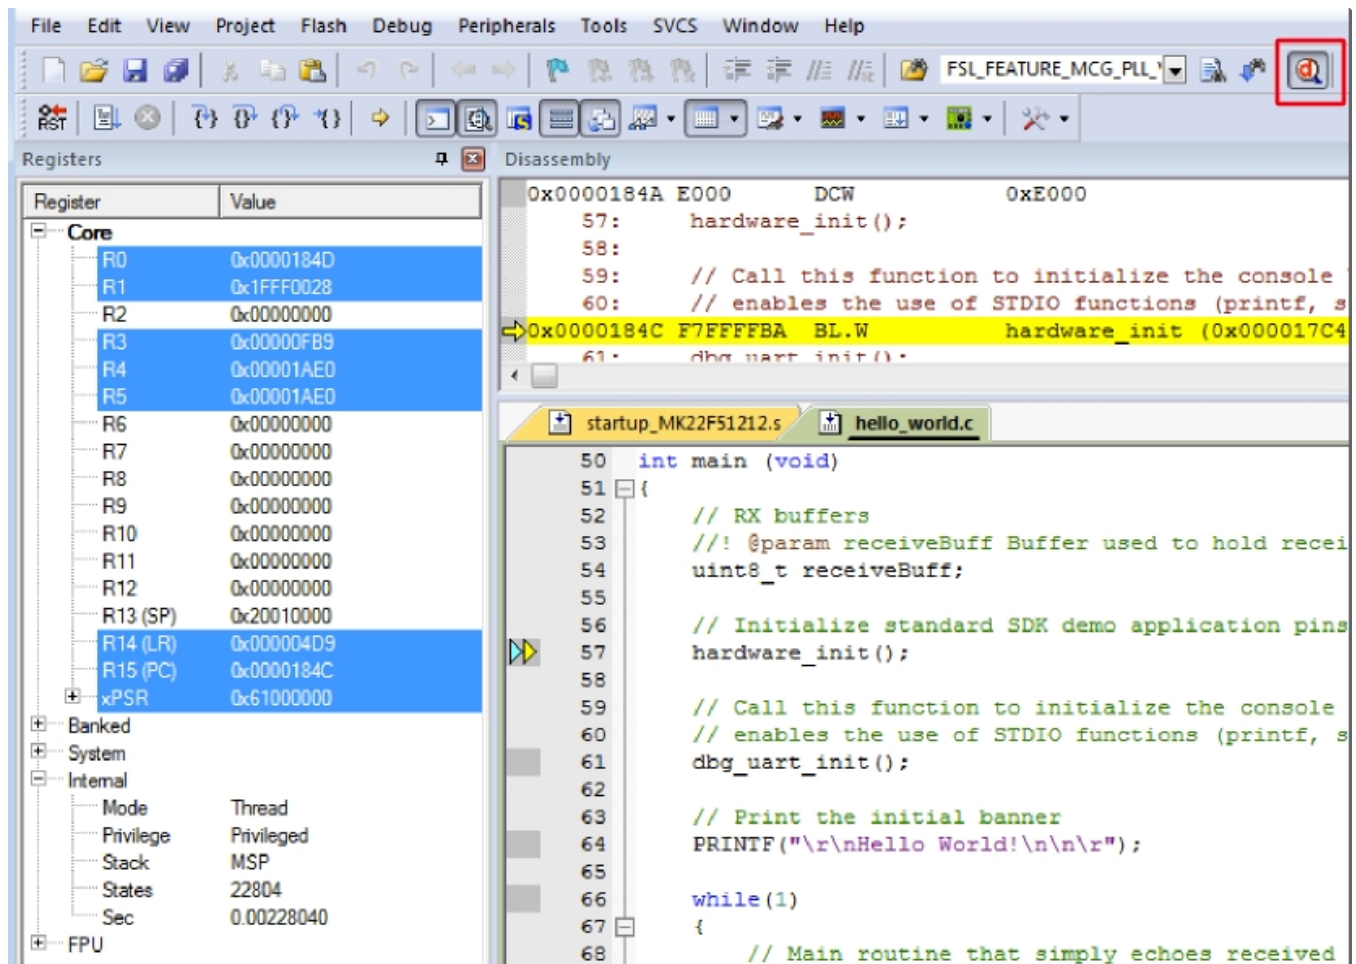 File Edit View Project Flash Debug Peripherals Tools SVCS Window Help
FSL_FEATURE_MCG_PLL_
RST
Registers
Register Value
Core
R0 0x0000184D
R1 0x1FFF0028
R2 0x00000000
R3 0x00000FB9
R4 0x00001AE0
R5 0x00001AE0
R6 0x00000000
R7 0x00000000
R8 0x00000000
R9 0x00000000
R10 0x00000000
R11 0x00000000
R12 0x00000000
R13 (SP) 0x20010000
R14 (LR) 0x000004D9
R15 (PC) 0x0000184C
xPSR 0x61000000
Banked
System
Internal
Mode Thread
Privilege Privileged
Stack MSP
States 22804
Sec 0.00228040
FPU
Disassembly
0x0000184A E000 DCW 0xE000
57: hardware_init();
58:
59: // Call this function to initialize the console
60: // enables the use of STDIO functions (printf, s
0x0000184C F7FFFFBA BL.W hardware_init (0x000017C4
61: dbg_uart_init();
startup_MK22F51212.s hello_world.c
50 int main (void)
51 {
52 // RX buffers
53 //! @param receiveBuff Buffer used to hold recei
54 uint8_t receiveBuff;
55
56 // Initialize standard SDK demo application pins
57 hardware_init();
58
59 // Call this function to initialize the console
60 // enables the use of STDIO functions (printf, s
61 dbg_uart_init();
62
63 // Print the initial banner
64 PRINTF("\r\nHello World!\n\n\r");
65
66 while(1)
67 {
68 // Main routine that simply echoes received